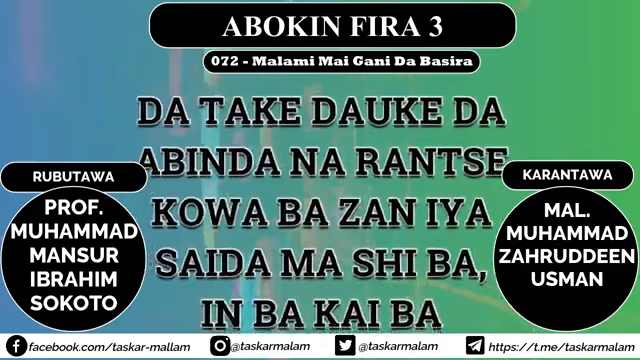 ABOKIN FIRA 3
072 - Malami Mai Gani Da Basira
DA TAKE DAUKE DA
ABINDA NA RANTSE
KOWA BA ZAN IYA
SAIDA MA SHI BA,
IN BA KAI BA
RUBUTAWA
PROF.
MUHAMMAD
MANSUR
IBRAHIM
SOKOTO
KARANTAWA
MAL.
MUHAMMAD
ZAHRUDDEEN
USMAN
facebook.com/taskar-mallam
@taskarmalam
@taskarmalam
https://t.me/taskarmalam